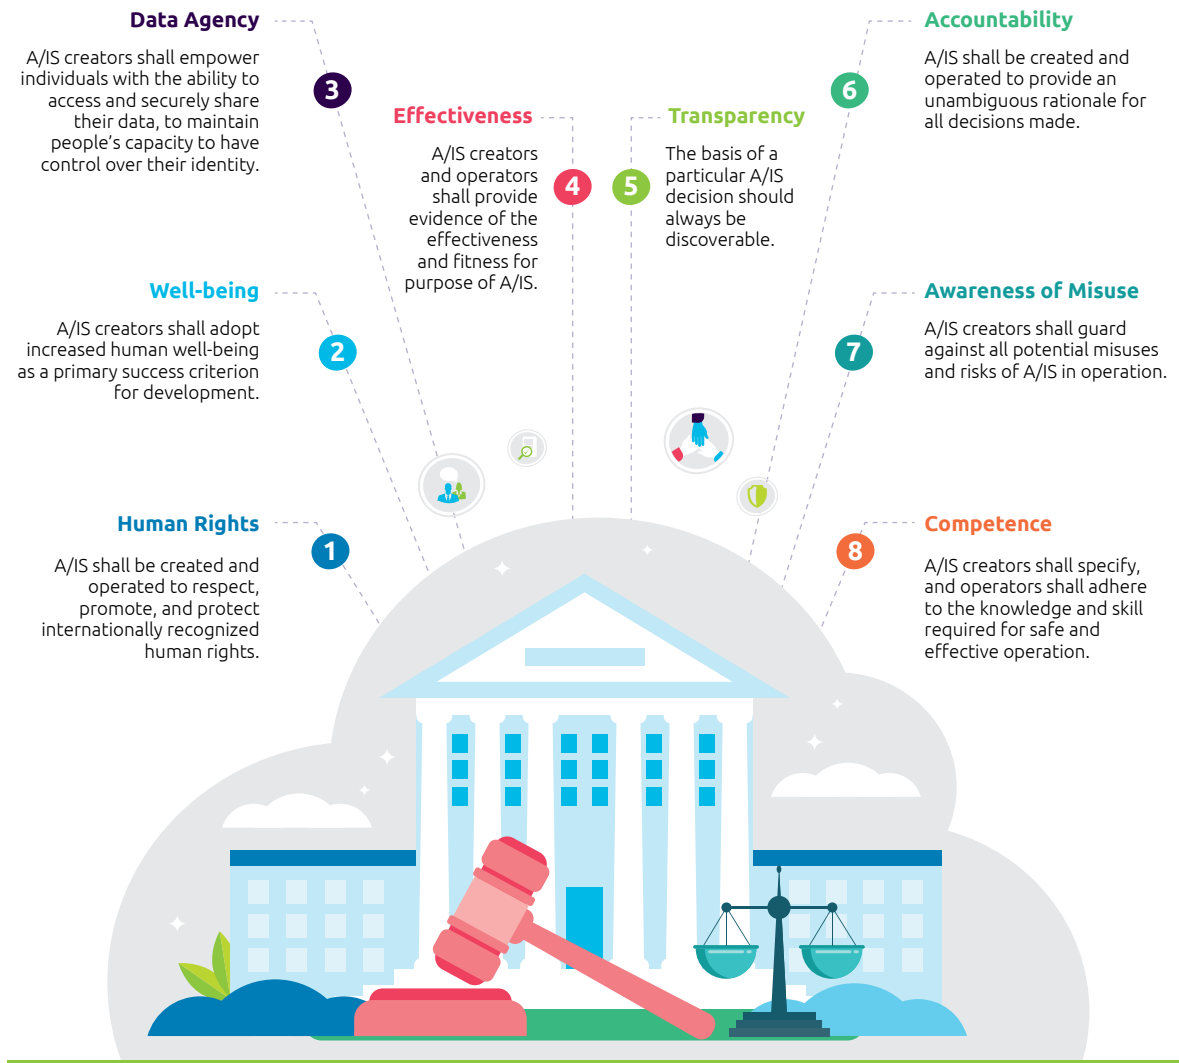 Data Agency
A/IS creators shall empower
individuals with the ability to
access and securely share
their data, to maintain
people's capacity to have
control over their identity.
3
Effectiveness
A/IS creators
and operators
shall provide
evidence of the
effectiveness
and fitness for
purpose of A/IS.
4
Transparency
The basis of a
particular A/IS
decision should
always be
discoverable.
5
Accountability
A/IS shall be created and
operated to provide an
unambiguous rationale for
all decisions made.
6
Well-being
A/IS creators shall adopt
increased human well-being
as a primary success criterion
for development.
2
Awareness of Misuse
A/IS creators shall guard
against all potential misuses
and risks of A/IS in operation.
7
Human Rights
A/IS shall be created and
operated to respect,
promote, and protect
internationally recognized
human rights.
1
Competence
A/IS creators shall specify,
and operators shall adhere
to the knowledge and skill
required for safe and
effective operation.
8